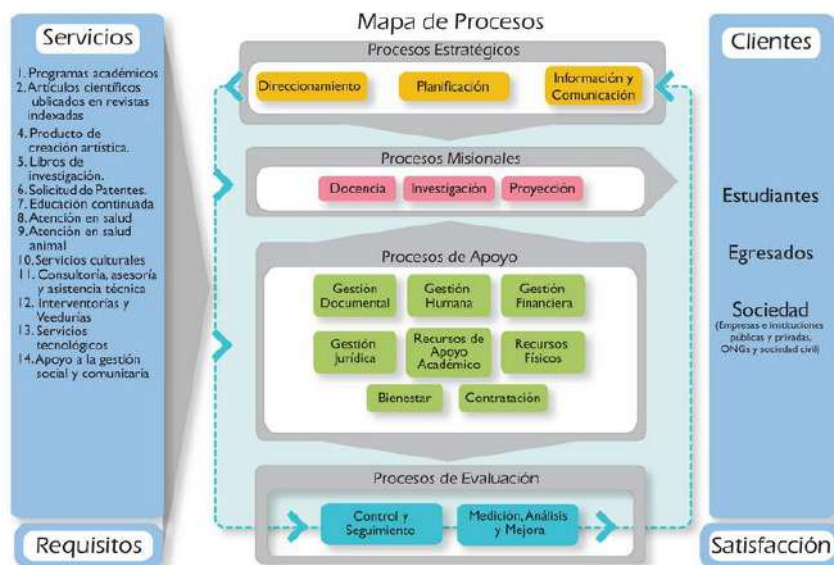 Servicios
1. Programas académicos
2. Artículos científicos
ublicados en revistas
indexadas
4. Producto de
creación artística.
5. Libros de
investigación.
6. Solicitud de Patentes.
7. Educación continuada
8. Atención en salud
9. Atención en salud
animal
10. Servicios culturales
11. Consultoría, asesoría
y asistencia técnica
12. Interventorías y
Veedurías
13. Servicios
tecnológicos
14. Apoyo a la gestión
social y comunitaria
Requisitos
Mapa de Procesos
Procesos Estratégicos
Direccionamiento
Planificación
Información y
Comunicación
Procesos Misionales
Docencia
Investigación
Proyección
Procesos de Apoyo
Gestión
Documental
Gestión
Humana
Gestión
Financiera
Gestión
Jurídica
Recursos de
Apoyo
Académico
Recursos
Físicos
Bienestar
Contratación
Procesos de Evaluación
Control y
Seguimiento
Medición, Análisis
y Mejora
Clientes
Estudiantes
Egresados
Sociedad
(Empresas e instituciones
públicas y privadas,
ONGs y sociedad civil)
Satisfacción